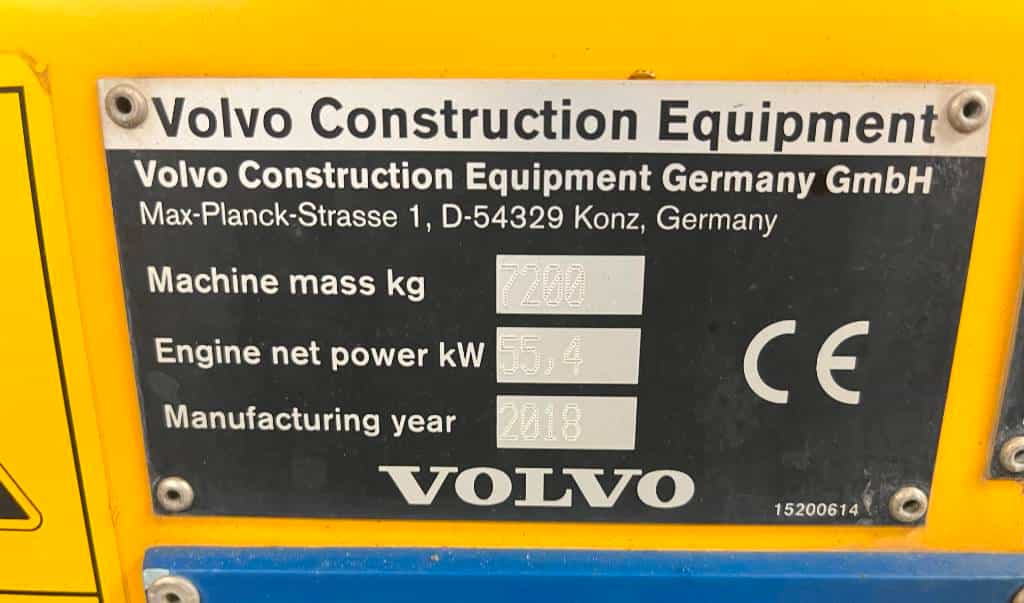 Volvo Construction Equipment
Volvo Construction Equipment Germany GmbH
Max-Planck-Strasse 1, D-54329 Konz, Germany
Machine mass kg 7200
Engine net power kW 55,4
Manufacturing year 2018
CE
VOLVO
15200614